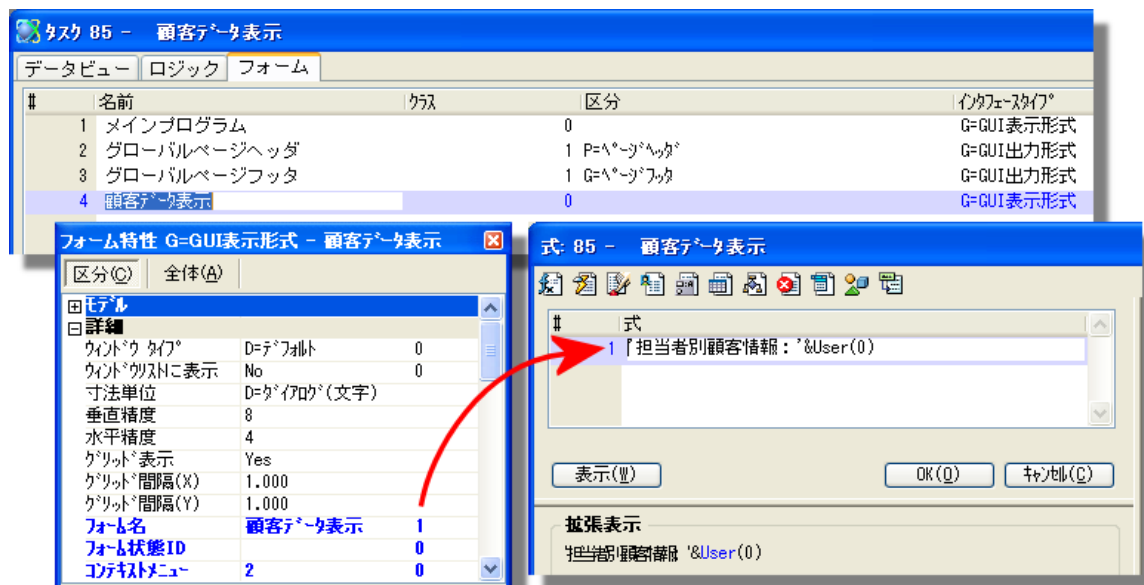 タスク 85 - 顧客データ表示
データビュー ロジック フォーム
# 名前 クラス 区分 インタフェースタイプ
1 メインプログラム 0 G=GUI表示形式
2 グローバルページヘッダ 1 P=ページヘッダ G=GUI出力形式
3 グローバルページフッタ 1 G=ページフッタ G=GUI出力形式
4 顧客データ表示 0 G=GUI表示形式
フォーム特性 G=GUI表示形式 - 顧客データ表示
区分(C) 全体(A)
モデル
詳細
ウィンドウ タイプ D=デフォルト 0
ウィンドウリストに表示 No 0
寸法単位 D=ダイアログ(文字)
垂直精度 8
水平精度 4
グリッド表示 Yes
グリッド間隔(X) 1.000
グリッド間隔(Y) 1.000
フォーム名 顧客データ表示 1
フォーム状態ID 0
コンテキストメニュー 2 0
式: 85 - 顧客データ表示
# 式
1 '担当者別顧客情報：'&User(0)
表示(W) OK(O) キャンセル(C)
拡張表示
'担当者別顧客情報 '&User(0)